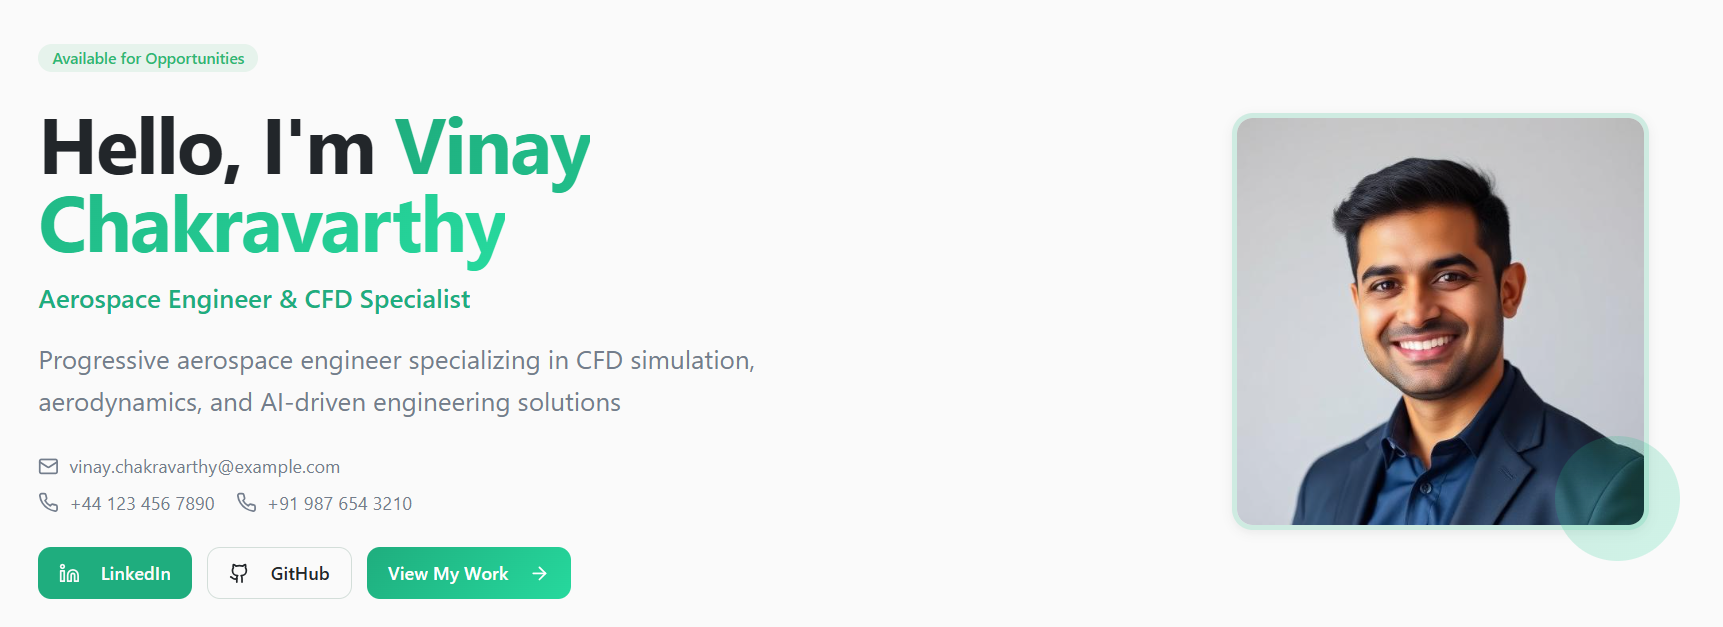 Available for Opportunities
Hello, I'm Vinay
Chakravarthy
Aerospace Engineer & CFD Specialist
Progressive aerospace engineer specializing in CFD simulation,
aerodynamics, and AI-driven engineering solutions
vinay.chakravarthy@example.com
+44 123 456 7890 +91 987 654 3210
LinkedIn GitHub View My Work